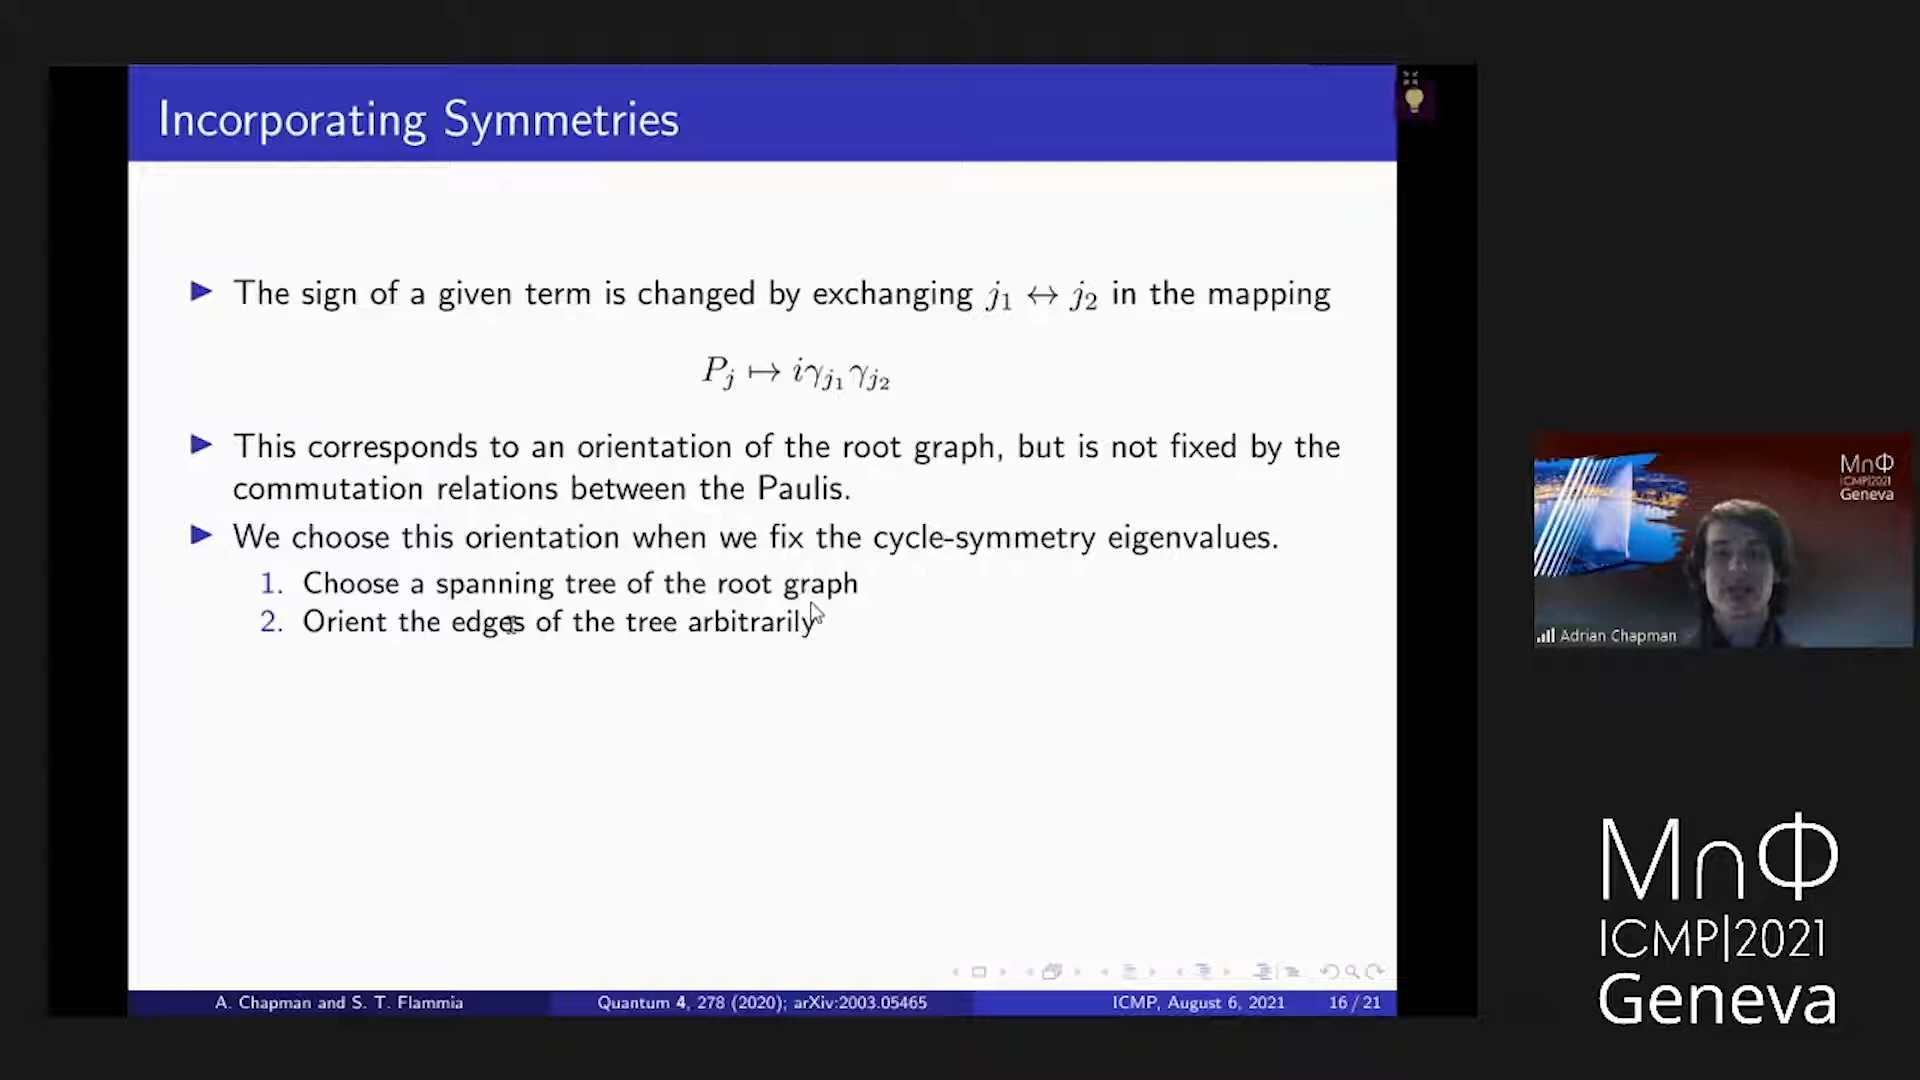 Incorporating Symmetries
▶ The sign of a given term is changed by exchanging j₁ ↔ j₂ in the mapping
Pⱼ ↦ iγⱼ₁γⱼ₂
▶ This corresponds to an orientation of the root graph, but is not fixed by the
commutation relations between the Paulis.
▶ We choose this orientation when we fix the cycle-symmetry eigenvalues.
1. Choose a spanning tree of the root graph
2. Orient the edges of the tree arbitrarily
A. Chapman and S. T. Flammia
Quantum 4, 278 (2020); arXiv:2003.05465
ICMP, August 6, 2021
16 / 21
M∩Φ
ICMP|2021
Geneva
Adrian Chapman
M∩Φ
ICMP|2021
Geneva